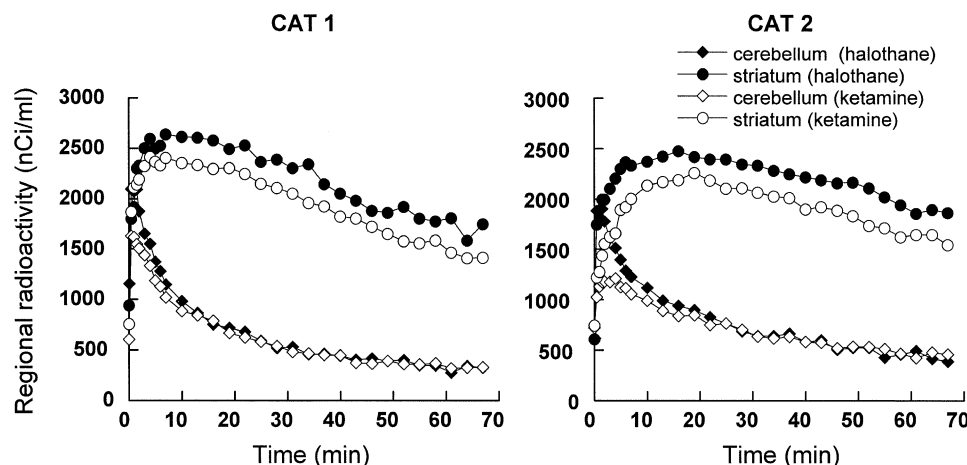 CAT 1
CAT 2
cerebellum (halothane)
striatum (halothane)
cerebellum (ketamine)
striatum (ketamine)
Regional radioactivity (nCi/ml)
3000
2500
2000
1500
1000
500
0
0 10 20 30 40 50 60 70
Time (min)
3000
2500
2000
1500
1000
500
0
0 10 20 30 40 50 60 70
Time (min)